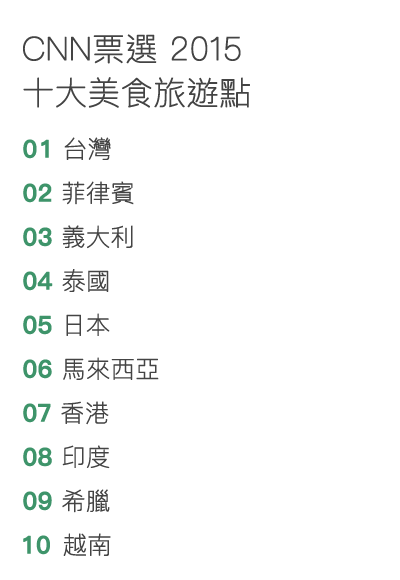 CNN票選 2015
十大美食旅遊點
01 台灣
02 菲律賓
03 義大利
04 泰國
05 日本
06 馬來西亞
07 香港
08 印度
09 希臘
10 越南